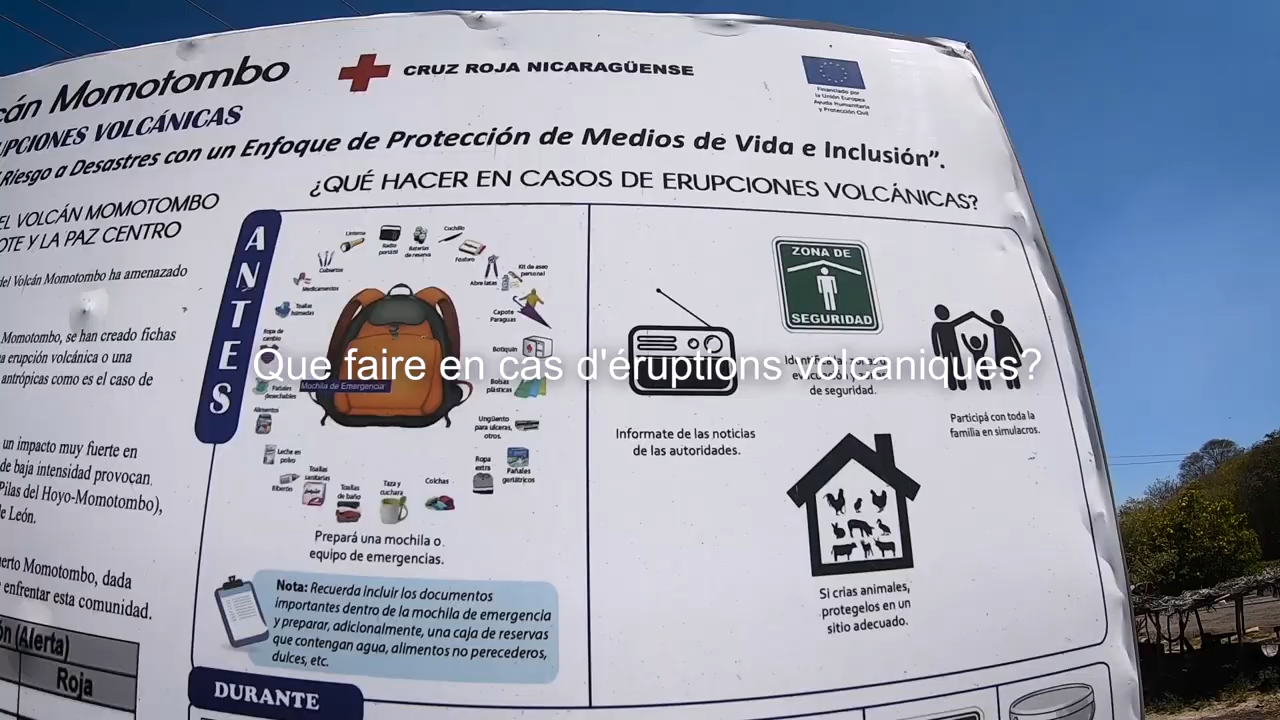 cán Momotombo
CRUZ ROJA NICARAGÜENSE
Financiado por
la Unión Europea
Ayuda Humanitaria
y Protección Civil
UPCIONES VOLCÁNICAS
Riesgo a Desastres con un Enfoque de Protección de Medios de Vida e Inclusión”.
¿QUÉ HACER EN CASOS DE ERUPCIONES VOLCÁNICAS?
EL VOLCÁN MOMOTOMBO
OTE Y LA PAZ CENTRO
del Volcán Momotombo ha amenazado
Momotombo, se han creado fichas
a erupción volcánica o una
antrópicas como es el caso de
un impacto muy fuerte en
de baja intensidad provocan.
Pilas del Hoyo-Momotombo),
de León.
uerto Momotombo, dada
enfrentar esta comunidad.
ón (Alerta)
Roja
ANTES
Linterna
Radio
portátil
Baterías
de reserva
Cuchillo
Fósforo
Abre latas
Kit de aseo
personal
Capote
Paraguas
Botiquín
Bolsas
plásticas
Ungüento
para ulceras,
otros.
Pañales
geriátricos
Ropa
extra
Colchas
Taza y
cuchara
Toallas
de baño
Toallas
sanitarias
Biberón
Leche en
polvo
Alimentos
Pañales
desechables
Ropa de
cambio
Toallas
húmedas
Medicamentos
Cubiertos
Mochila de Emergencia
Prepará una mochila o
equipo de emergencias.
Nota: Recuerda incluir los documentos
importantes dentro de la mochila de emergencia
y preparar, adicionalmente, una caja de reservas
que contengan agua, alimentos no perecederos,
dulces, etc.
Informate de las noticias
de las autoridades.
ZONA DE
SEGURIDAD
de seguridad.
Participá con toda la
familia en simulacros.
Si crias animales,
protegelos en un
sitio adecuado.
DURANTE
Que faire en cas d'éruptions volcaniques?